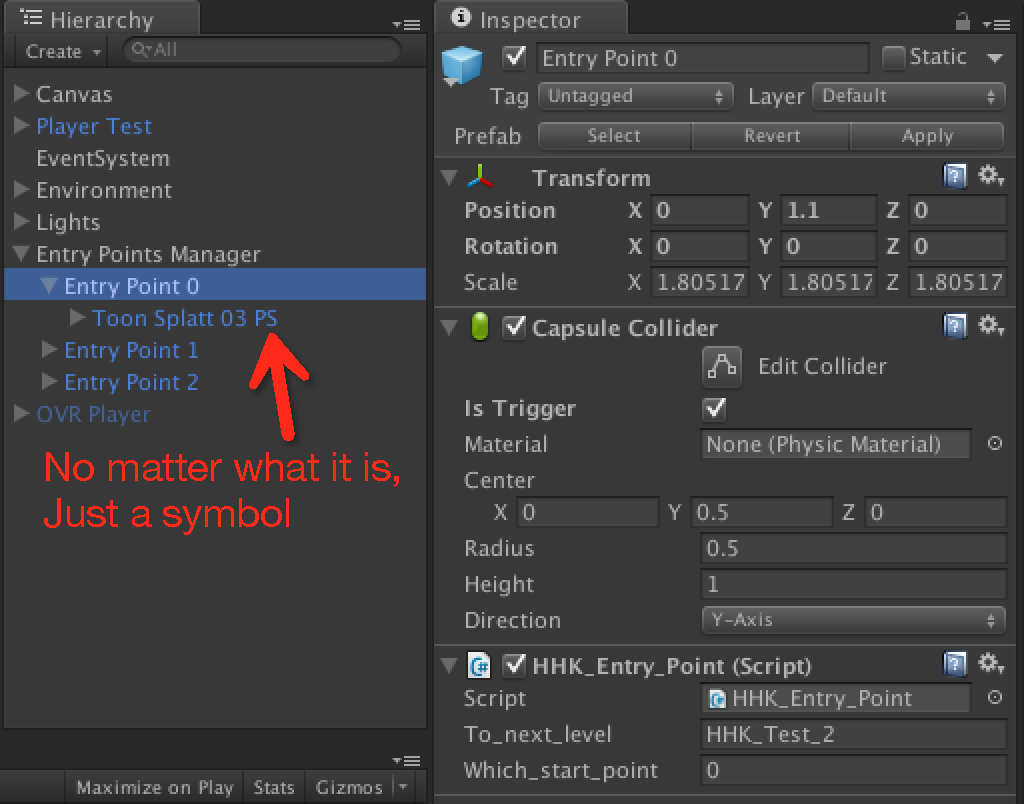 Hierarchy
Create
All
Canvas
Player Test
EventSystem
Environment
Lights
Entry Points Manager
Entry Point 0
Toon Splatt 03 PS
Entry Point 1
Entry Point 2
OVR Player
No matter what it is,
Just a symbol
Maximize on Play Stats Gizmos
Inspector
Entry Point 0 Static
Tag Untagged Layer Default
Prefab Select Revert Apply
Transform
Position X 0 Y 1.1 Z 0
Rotation X 0 Y 0 Z 0
Scale X 1.80517 Y 1.80517 Z 1.80517
Capsule Collider
Edit Collider
Is Trigger
Material None (Physic Material)
Center
X 0 Y 0.5 Z 0
Radius 0.5
Height 1
Direction Y-Axis
C# HHK_Entry_Point (Script)
Script HHK_Entry_Point
To_next_level HHK_Test_2
Which_start_point 0